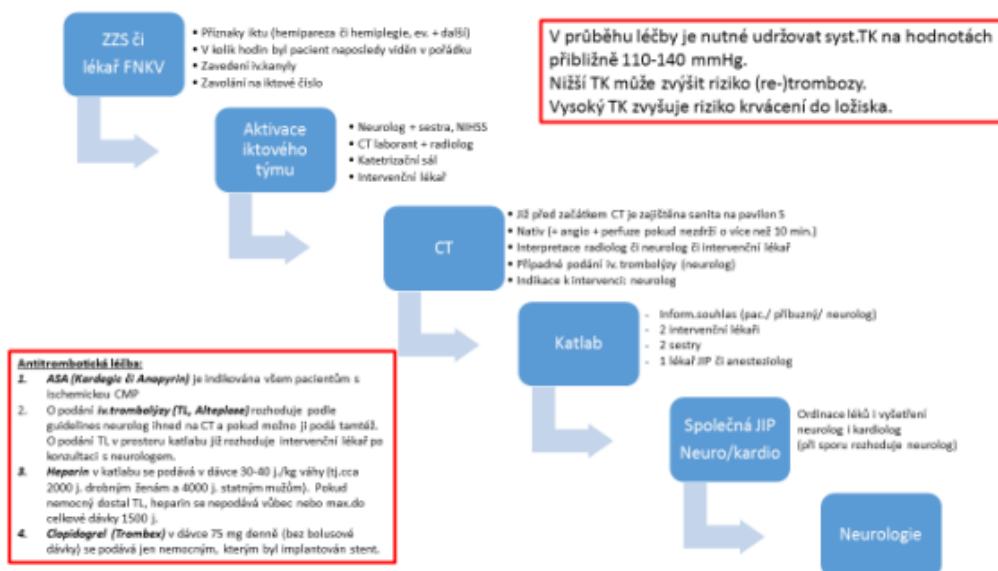 ZZS či
lékař FNKV
• Příznaky iktu (hemipareza či hemiplegie, ev. + další)
• V kolik hodin byl pacient naposledy viděn v pořádku
• Zavedení iv.kanyly
• Zavolání na iktové číslo
V průběhu léčby je nutné udržovat syst.TK na hodnotách
přibližně 110-140 mmHg.
Nižší TK může zvýšit riziko (re-)trombozy.
Vysoký TK zvyšuje riziko krvácení do ložiska.
Aktivace
iktového
týmu
• Neurolog + sestra, NIHSS
• CT laborant + radiolog
• Katetrizační sál
• Intervenční lékař
CT
• Již před začátkem CT je zajištěna sanita na pavilon S
• Nativ (+ angio + perfuze pokud nezdrží o více než 10 min.)
• Interpretace radiolog či neurolog či intervenční lékař
• Případné podání iv. trombolýzy (neurolog)
• Indikace k intervenci: neurolog
Katlab
- Inform.souhlas (pac./ příbuzný/ neurolog)
- 2 intervenční lékaři
- 2 sestry
- 1 lékař JIP či anesteziolog
Antitrombotická léčba:
1. ASA (Kardegic či Anopyrin) je indikována všem pacientům s
ischemickou CMP
2. O podání iv.trombolýzy (TL, Alteplase) rozhoduje podle
guidelines neurolog ihned na CT a pokud možno ji podá tamtéž.
O podání TL v prostoru katlabu již rozhoduje intervenční lékař po
konzultaci s neurologem.
3. Heparin v katlabu se podává v dávce 30-40 j./kg váhy (tj.cca
2000 j. drobným ženám a 4000 j. statným mužům). Pokud
nemocný dostal TL, heparin se nepodává vůbec nebo max.do
celkové dávky 1500 j.
4. Clopidogrel (Trombex) v dávce 75 mg denně (bez bolusové
dávky) se podává jen nemocným, kterým byl implantován stent.
Společná JIP
Neuro/kardio
Ordinace léků i vyšetření
neurolog i kardiolog
(při sporu rozhoduje neurolog)
Neurologie